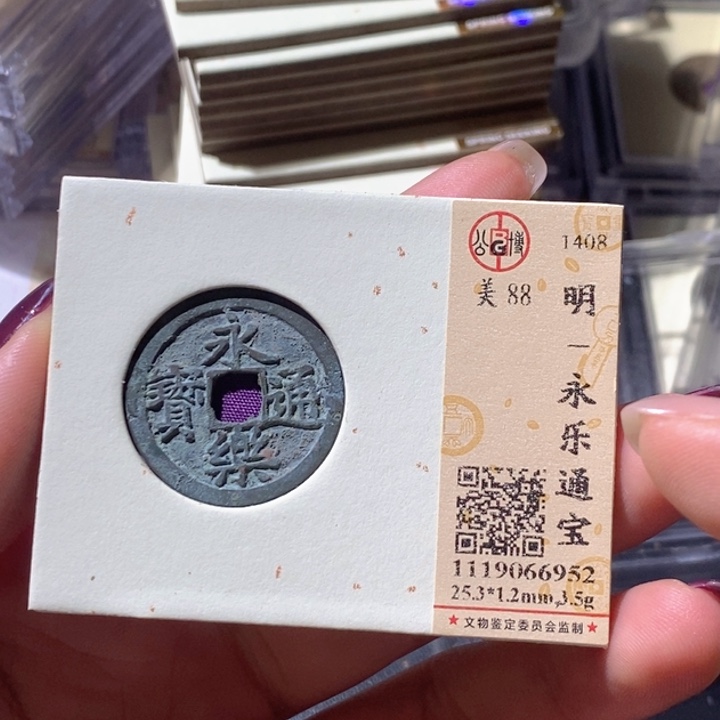 永樂通寶
公博
1408
美 88
明-永乐通宝
1119066952
25.3*1.2mm,3.5g
★文物鉴定委员会监制★